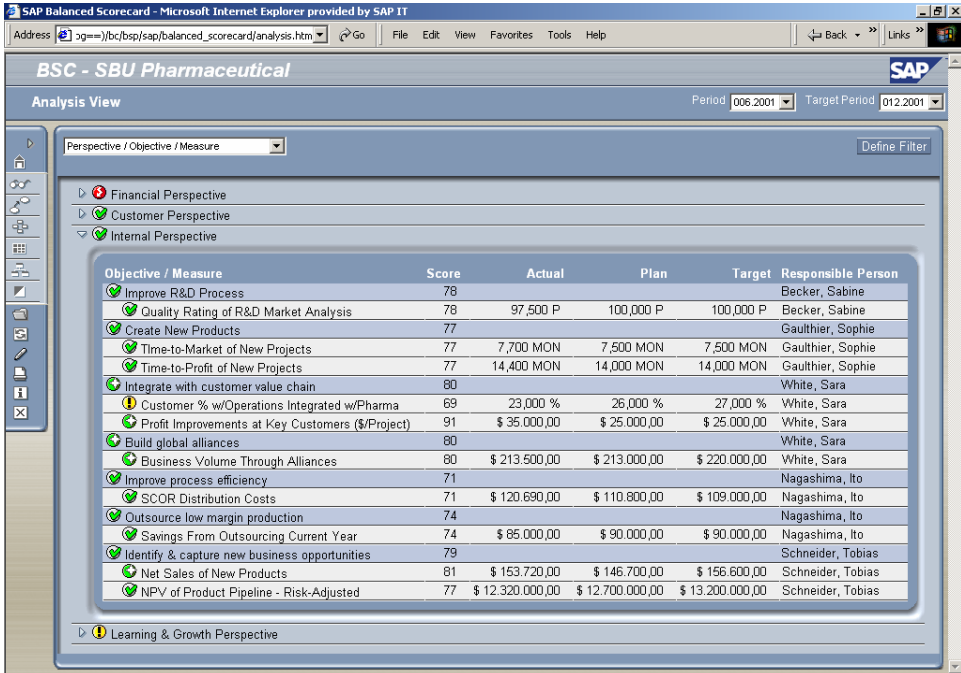 SAP Balanced Scorecard - Microsoft Internet Explorer provided by SAP IT
Address og==)/bc/bsp/sap/balanced_scorecard/analysis.htm Go File Edit View Favorites Tools Help Back » Links »
BSC - SBU Pharmaceutical SAP
Analysis View Period 006.2001 Target Period 012.2001
Perspective / Objective / Measure Define Filter
Financial Perspective
Customer Perspective
Internal Perspective
Objective / Measure Score Actual Plan Target Responsible Person
Improve R&D Process 78 Becker, Sabine
Quality Rating of R&D Market Analysis 78 97,500 P 100,000 P 100,000 P Becker, Sabine
Create New Products 77 Gaulthier, Sophie
TIme-to-Market of New Projects 77 7,700 MON 7,500 MON 7,500 MON Gaulthier, Sophie
Time-to-Profit of New Projects 77 14,400 MON 14,000 MON 14,000 MON Gaulthier, Sophie
Integrate with customer value chain 80 White, Sara
Customer % w/Operations Integrated w/Pharma 69 23,000 % 26,000 % 27,000 % White, Sara
Profit Improvements at Key Customers ($/Project) 91 $ 35.000,00 $ 25.000,00 $ 25.000,00 White, Sara
Build global alliances 80 White, Sara
Business Volume Through Alliances 80 $ 213.500,00 $ 213.000,00 $ 220.000,00 White, Sara
Improve process efficiency 71 Nagashima, Ito
SCOR Distribution Costs 71 $ 120.690,00 $ 110.800,00 $ 109.000,00 Nagashima, Ito
Outsource low margin production 74 Nagashima, Ito
Savings From Outsourcing Current Year 74 $ 85.000,00 $ 90.000,00 $ 90.000,00 Nagashima, Ito
Identify & capture new business opportunities 79 Schneider, Tobias
Net Sales of New Products 81 $ 153.720,00 $ 146.700,00 $ 156.600,00 Schneider, Tobias
NPV of Product Pipeline - Risk-Adjusted 77 $ 12.320.000,00 $ 12.700.000,00 $ 13.200.000,00 Schneider, Tobias
Learning & Growth Perspective